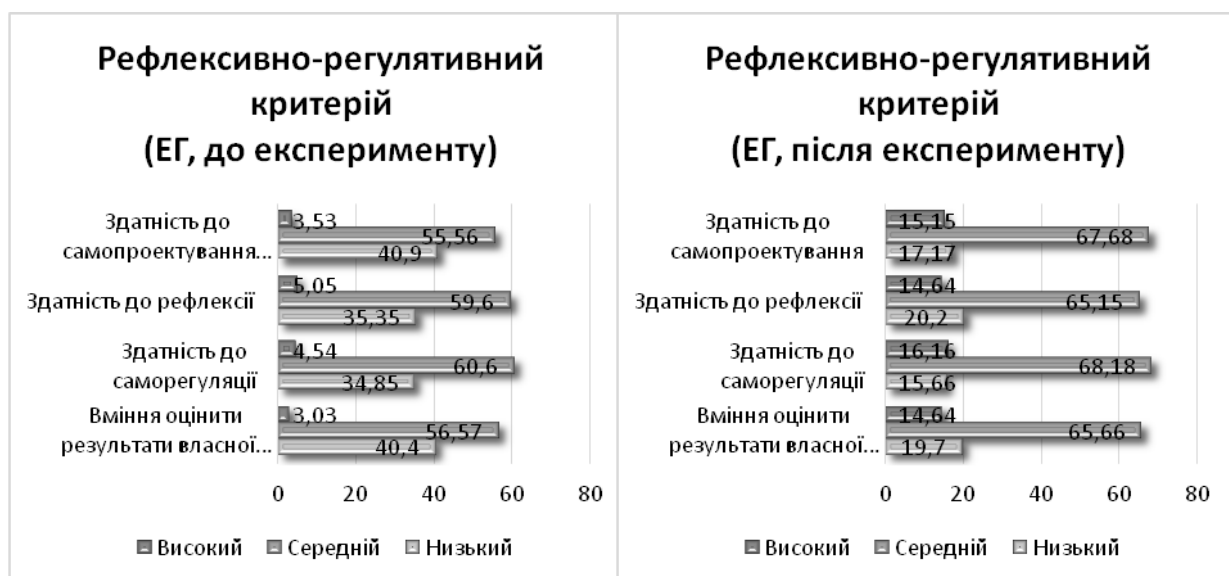 Рефлексивно-регулятивний
критерій
(ЕГ, до експерименту)
Здатність до
самопроектування...
3,53
55,56
40,9
Здатність до рефлексії
5,05
59,6
35,35
Здатність до
саморегуляції
4,54
60,6
34,85
Вміння оцінити
результати власної...
3,03
56,57
40,4
0 20 40 60 80
Високий Середній Низький
Рефлексивно-регулятивний
критерій
(ЕГ, після експерименту)
Здатність до
самопроектування
15,15
67,68
17,17
Здатність до рефлексії
14,64
65,15
20,2
Здатність до
саморегуляції
16,16
68,18
15,66
Вміння оцінити
результати власної...
14,64
65,66
19,7
0 20 40 60 80
Високий Середній Низький